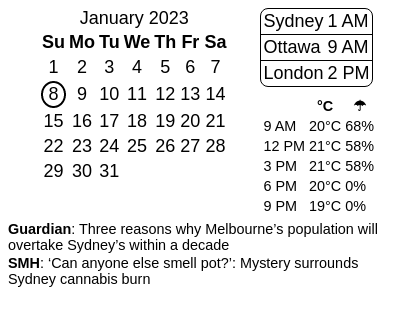 January 2023
Su Mo Tu We Th Fr Sa
1 2 3 4 5 6 7
8 9 10 11 12 13 14
15 16 17 18 19 20 21
22 23 24 25 26 27 28
29 30 31
Sydney 1 AM
Ottawa 9 AM
London 2 PM
°C ☂
9 AM 20°C 68%
12 PM 21°C 58%
3 PM 21°C 58%
6 PM 20°C 0%
9 PM 19°C 0%
Guardian: Three reasons why Melbourne’s population will
overtake Sydney’s within a decade
SMH: ‘Can anyone else smell pot?’: Mystery surrounds
Sydney cannabis burn